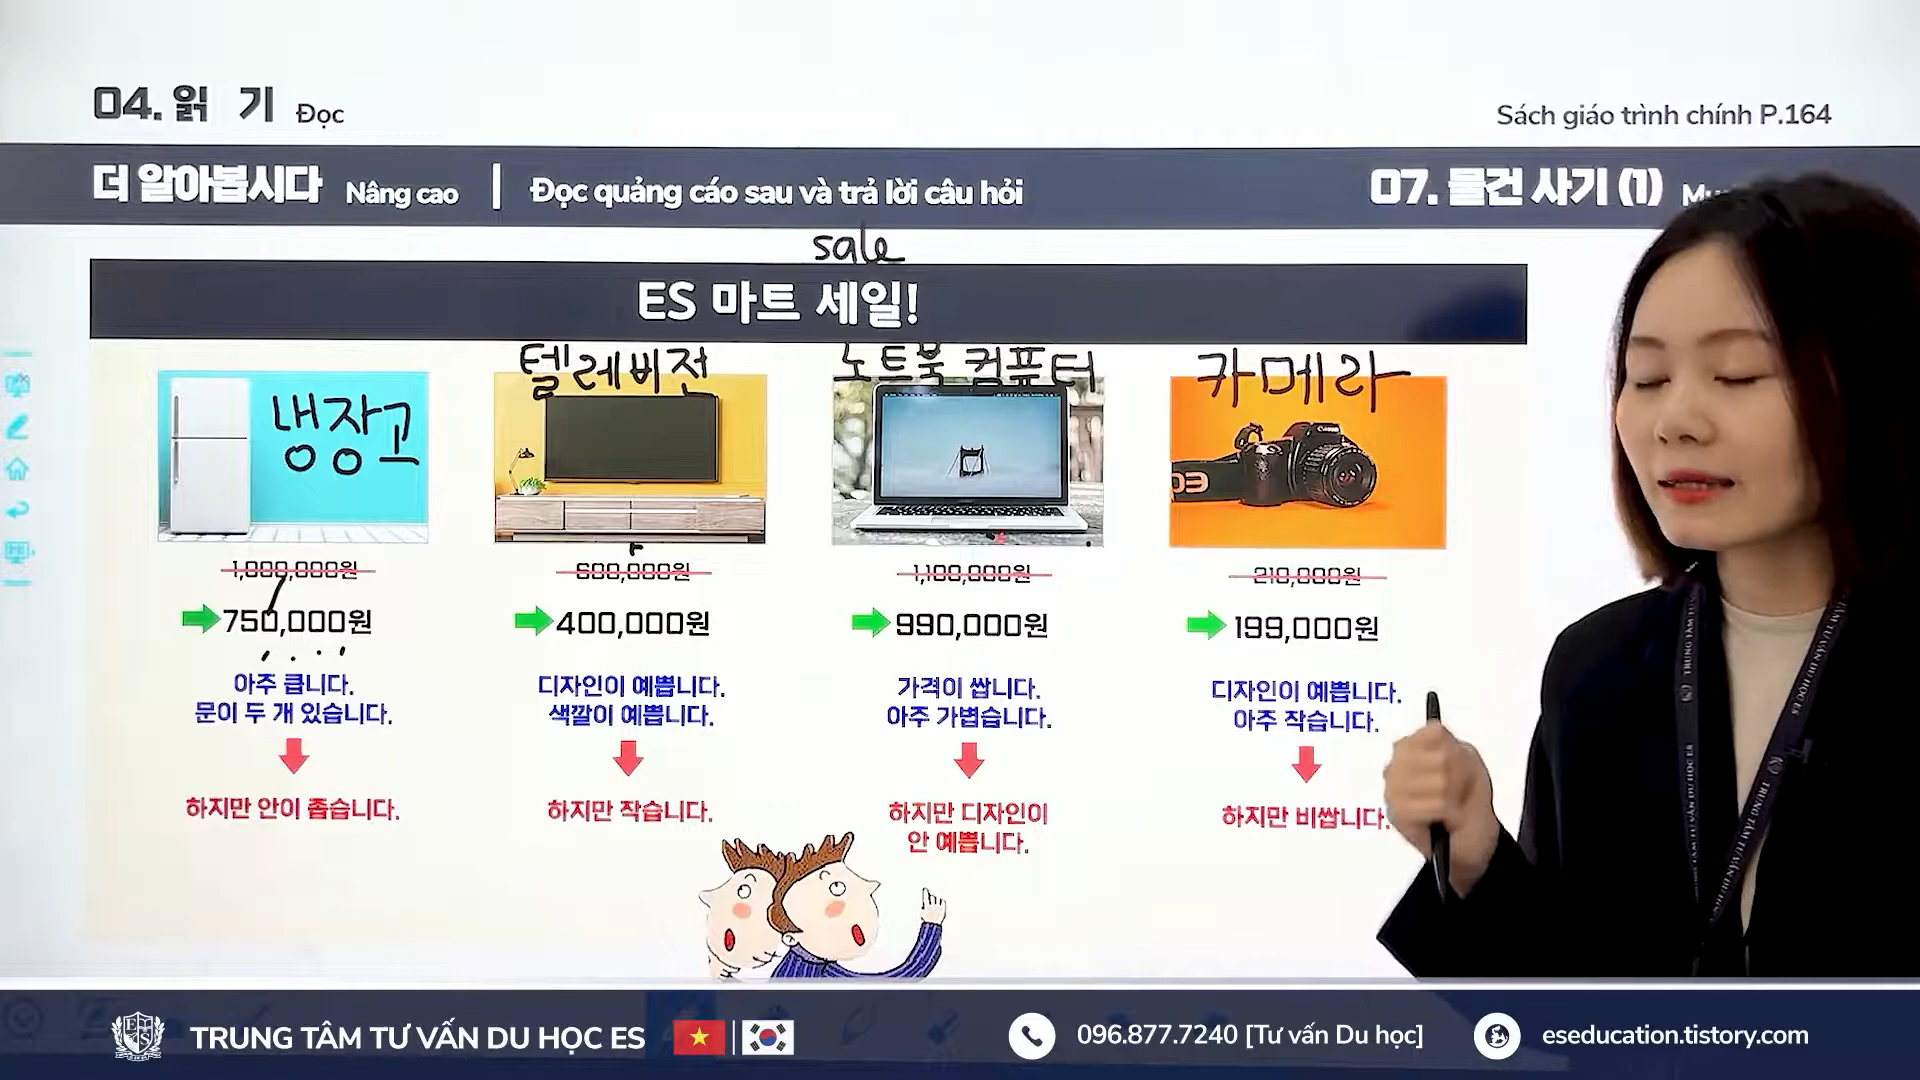 04. 읽 기 Đọc
Sách giáo trình chính P.164
더 알아봅시다 Nâng cao | Đọc quảng cáo sau và trả lời câu hỏi
07. 물건 사기 (1)
sale
ES 마트 세일!
냉장고
텔레비전
노트북 컴퓨터
카메라
Canon
1,000,000원
600,000원
1,100,000원
210,000원
750,000원
400,000원
990,000원
199,000원
아주 큽니다.
문이 두 개 있습니다.
디자인이 예쁩니다.
색깔이 예쁩니다.
가격이 쌉니다.
아주 가볍습니다.
디자인이 예쁩니다.
아주 작습니다.
하지만 안이 좁습니다.
하지만 작습니다.
하지만 디자인이
안 예쁩니다.
하지만 비쌉니다.
TRUNG TÂM TƯ VẤN DU HỌC ES
096.877.7240 [Tư vấn Du học]
eseducation.tistory.com
TRUNG TÂM TƯ VẤN DU HỌC ES